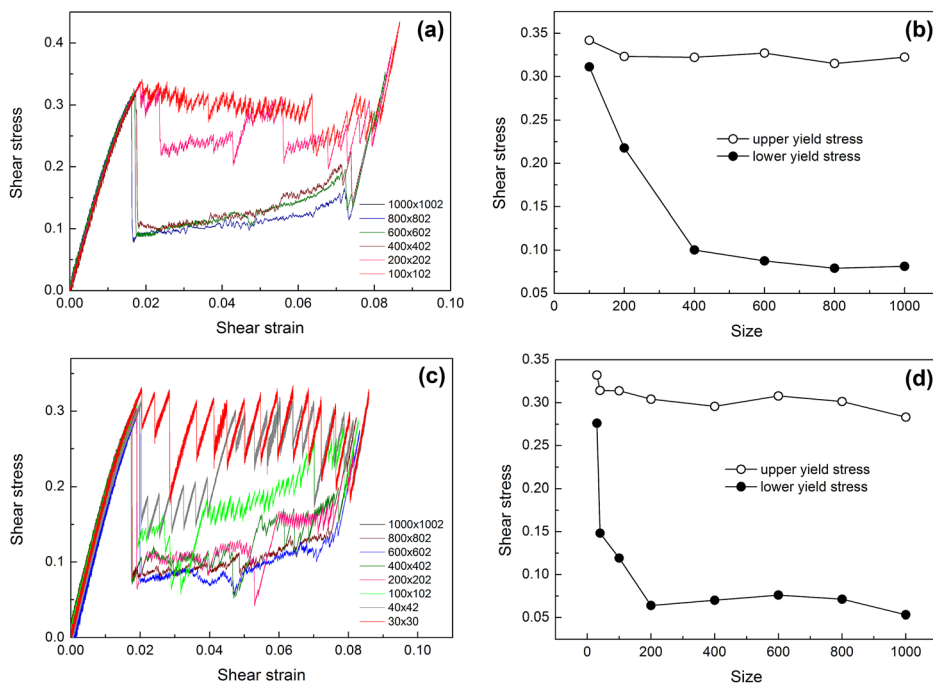 (a)
Shear stress
0.4
0.3
0.2
0.1
0.0
1000x1002
800x802
600x602
400x402
200x202
100x102
0.00 0.02 0.04 0.06 0.08 0.10
Shear strain
(b)
Shear stress
0.35
0.30
0.25
0.20
0.15
0.10
0.05
upper yield stress
lower yield stress
0 200 400 600 800 1000
Size
(c)
Shear stress
0.3
0.2
0.1
0.0
1000x1002
800x802
600x602
400x402
200x202
100x102
40x42
30x30
0.00 0.02 0.04 0.06 0.08 0.10
Shear strain
(d)
Shear stress
0.35
0.30
0.25
0.20
0.15
0.10
0.05
upper yield stress
lower yield stress
0 200 400 600 800 1000
Size